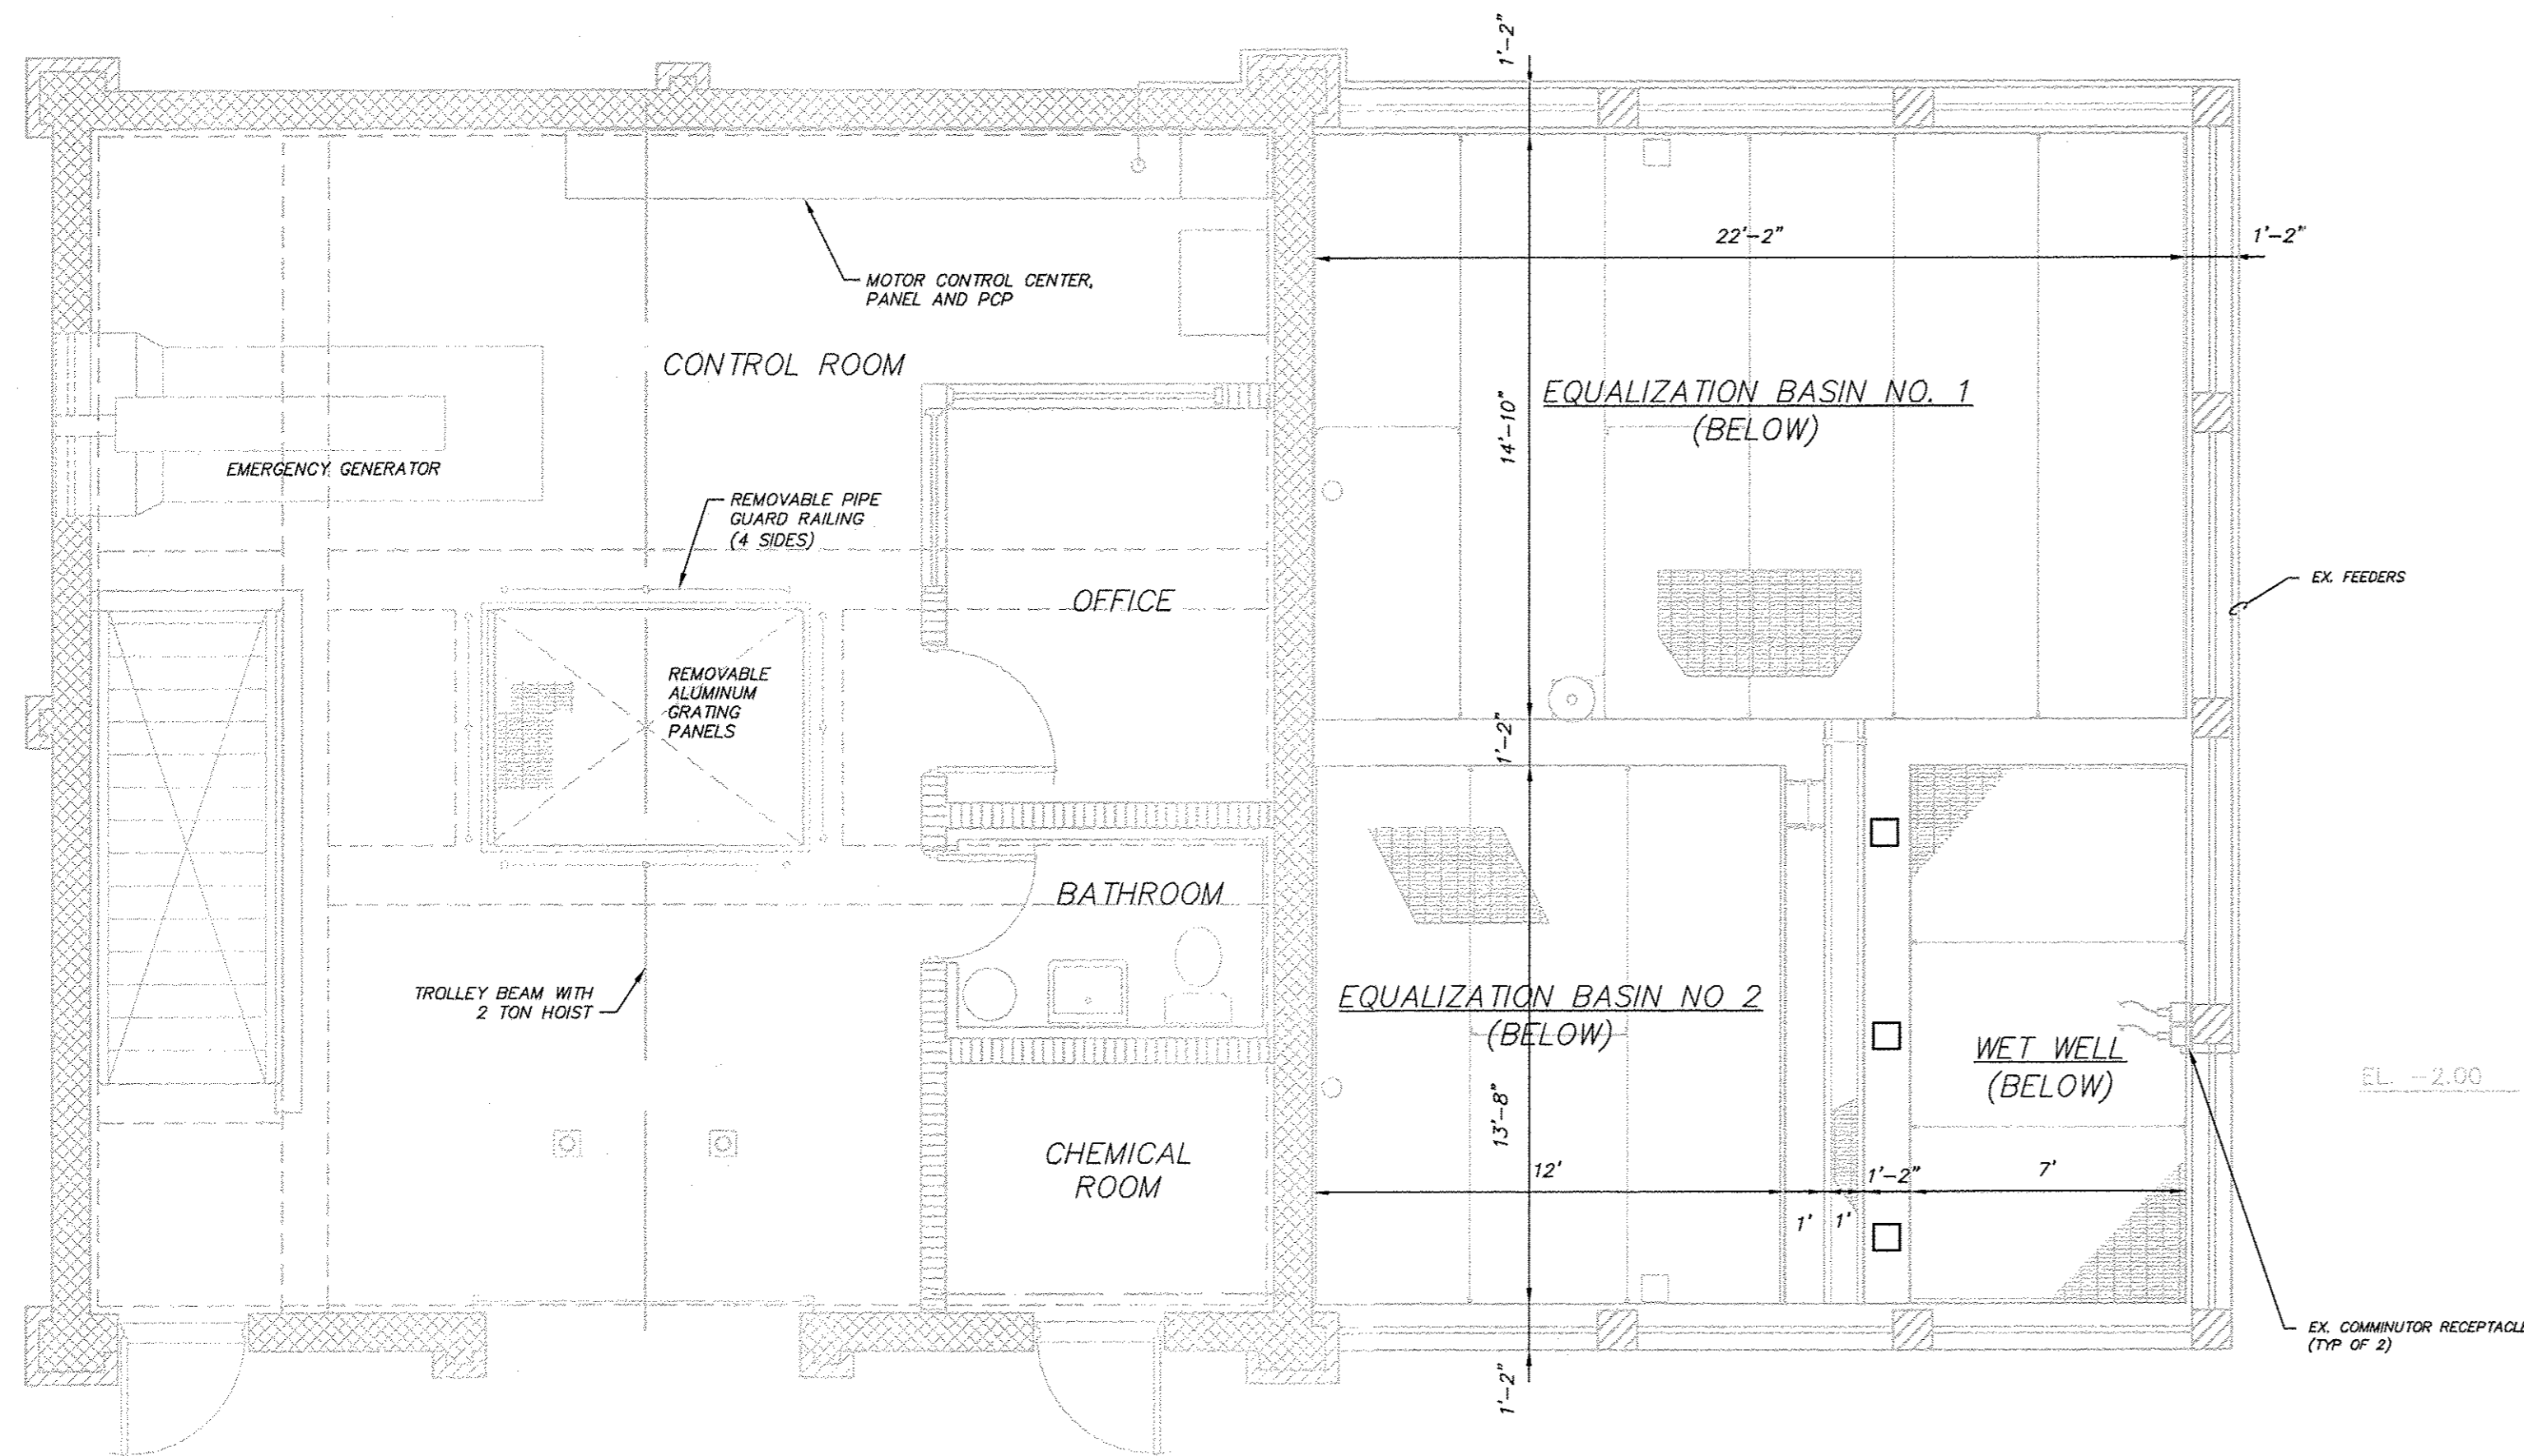 1'-2"
22'-2"
1'-2"
MOTOR CONTROL CENTER,
PANEL AND PCP
CONTROL ROOM
EQUALIZATION BASIN NO. 1
(BELOW)
14'-10"
EMERGENCY GENERATOR
REMOVABLE PIPE
GUARD RAILING
(4 SIDES)
EX. FEEDERS
OFFICE
REMOVABLE
ALUMINUM
GRATING
PANELS
1'-2"
BATHROOM
TROLLEY BEAM WITH
2 TON HOIST
EQUALIZATION BASIN NO 2
(BELOW)
WET WELL
(BELOW)
EL. -2.00
13'-8"
CHEMICAL
ROOM
12'
1'-2"
7'
1'
1'
EX. COMMINUTOR RECEPTACLE
(TYP OF 2)
1'-2"